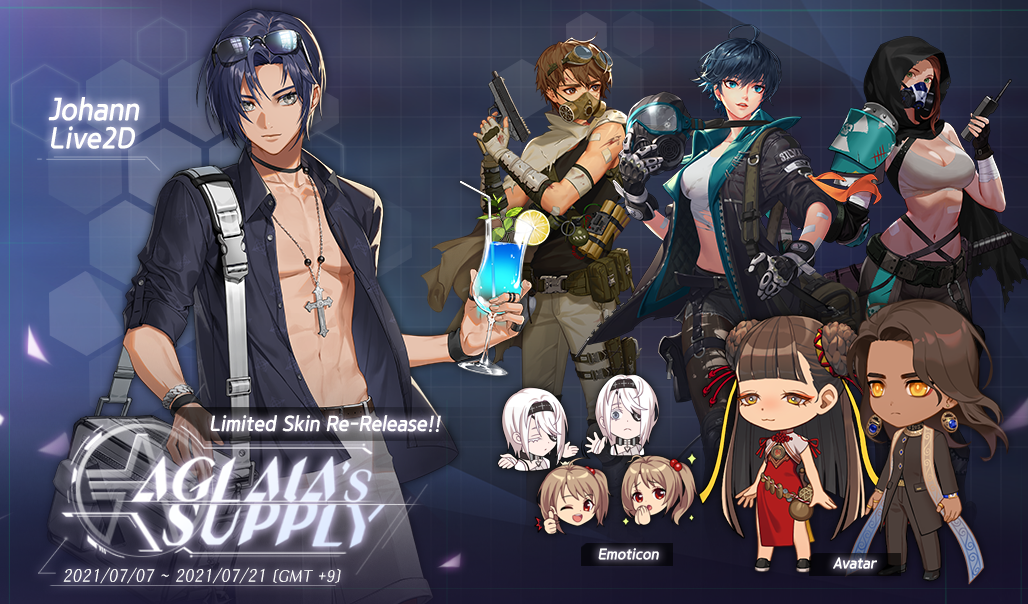 Johann
Live2D
Limited Skin Re-Release!!
AGLAIA's
SUPPLY
2021/07/07 ~ 2021/07/21 (GMT +9)
Emoticon
Avatar